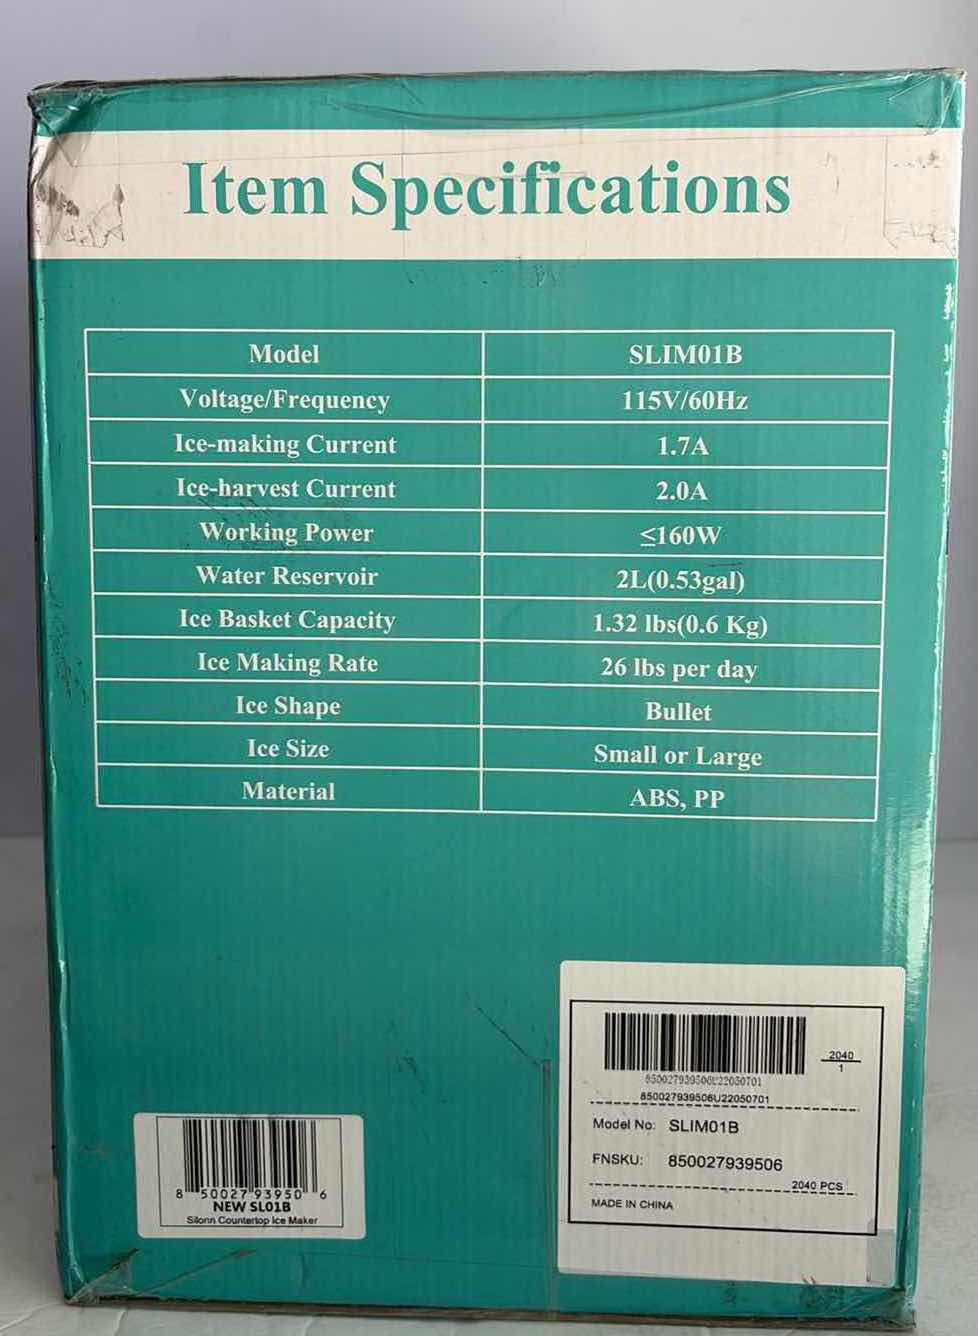 Item Specifications
Model SLIM01B
Voltage/Frequency 115V/60Hz
Ice-making Current 1.7A
Ice-harvest Current 2.0A
Working Power ≤160W
Water Reservoir 2L(0.53gal)
Ice Basket Capacity 1.32 lbs(0.6 Kg)
Ice Making Rate 26 lbs per day
Ice Shape Bullet
Ice Size Small or Large
Material ABS, PP
8 50027 93950 6
NEW SL01B
Silonn Countertop Ice Maker
2040
1
850027939506U22050701
850027939506U22050701
Model No: SLIM01B
FNSKU: 850027939506
2040 PCS
MADE IN CHINA